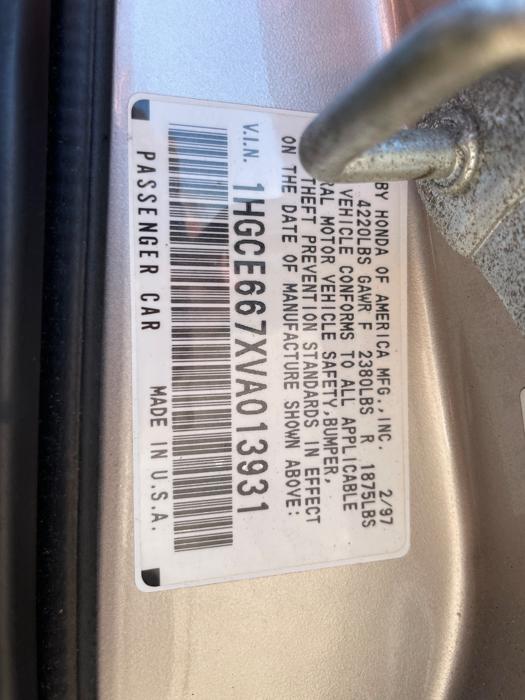 BY HONDA OF AMERICA MFG.,INC. 2/97
4220LBS GAWR F 2380LBS R 1875LBS
VEHICLE CONFORMS TO ALL APPLICABLE
MOTOR VEHICLE SAFETY,BUMPER,
THEFT PREVENTION STANDARDS IN EFFECT
ON THE DATE OF MANUFACTURE SHOWN ABOVE:
V.I.N. 1HGCE667XVA013931
PASSENGER CAR MADE IN U.S.A.